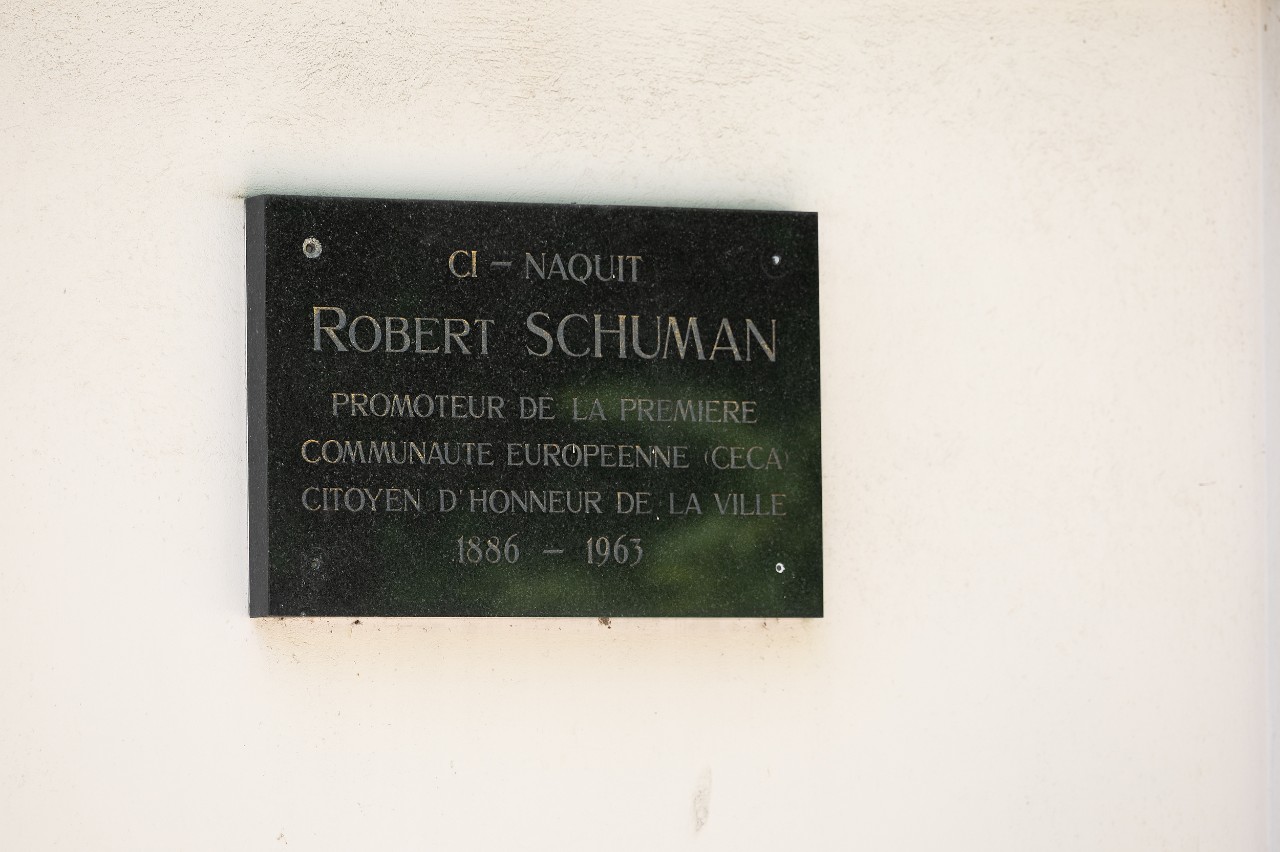 CI - NAQUIT
ROBERT SCHUMAN
PROMOTEUR DE LA PREMIERE
COMMUNAUTE EUROPEENNE (CECA)
CITOYEN D'HONNEUR DE LA VILLE
1886 - 1963